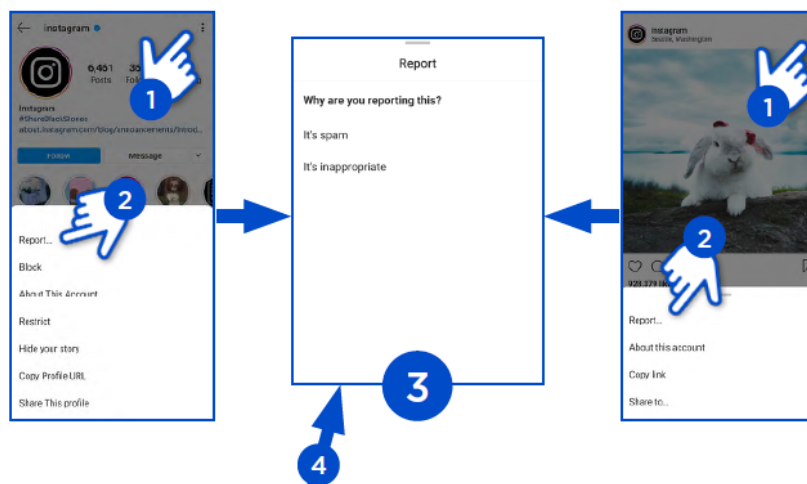 instagram
6,461
Posts
1
Instagram
#ShareBlackStories
Follow
Message
2
Report...
Block
About This Account
Restrict
Hide your story
Copy Profile URL
Share This profile
Report
Why are you reporting this?
It's spam
It's inappropriate
3
4
Instagram
Seattle, Washington
1
2
Report...
About this account
Copy link
Share to...